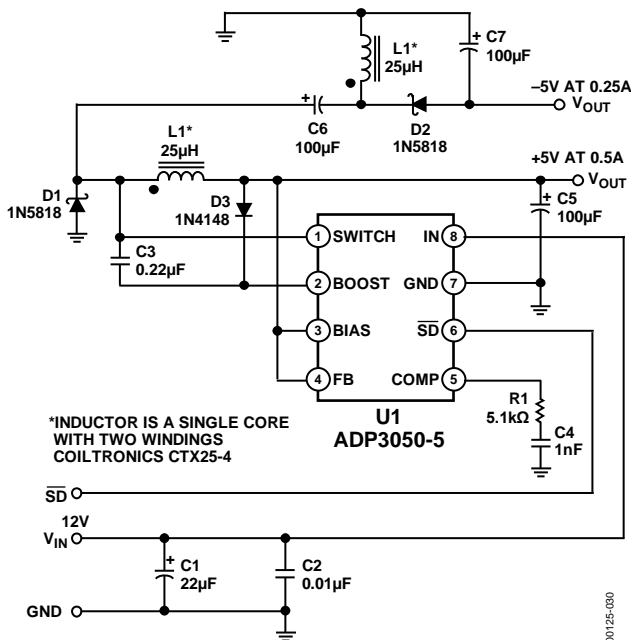 C7
100µF
L1*
25µH
–5V AT 0.25A
VOUT
C6
100µF
D2
1N5818
L1*
25µH
+5V AT 0.5A
VOUT
D1
1N5818
D3
1N4148
C5
100µF
C3
0.22µF
1 SWITCH IN 8
2 BOOST GND 7
3 BIAS SD 6
4 FB COMP 5
R1
5.1kΩ
U1
ADP3050-5
C4
1nF
*INDUCTOR IS A SINGLE CORE
WITH TWO WINDINGS
COILTRONICS CTX25-4
SD
12V
VIN
C1
22µF
C2
0.01µF
GND